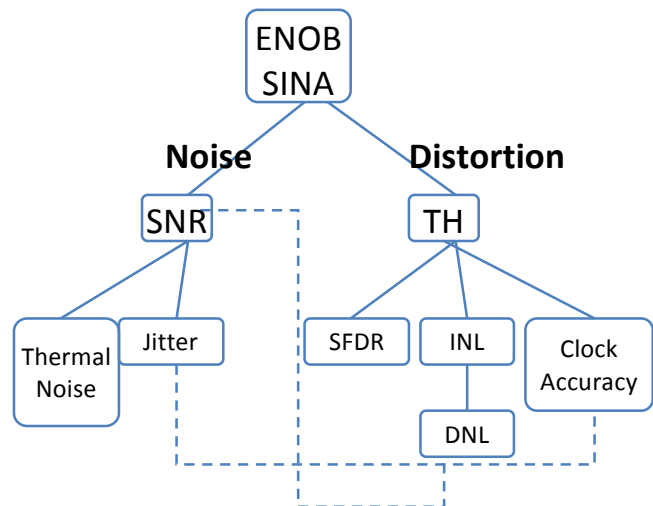 ENOB
SINA
Noise
Distortion
SNR
TH
Thermal
Noise
Jitter
SFDR
INL
Clock
Accuracy
DNL